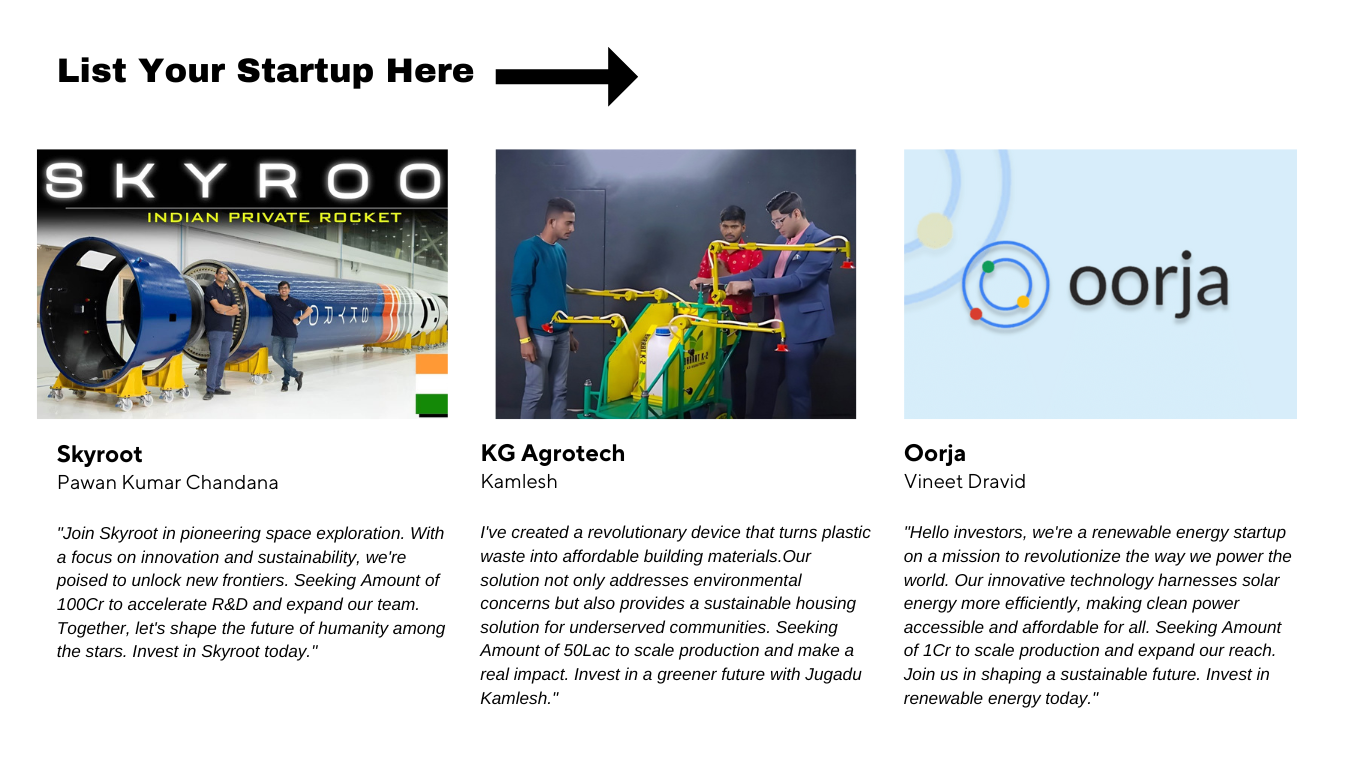 List Your Startup Here
SKYROO
INDIAN PRIVATE ROCKET
SKYRO
oorja
Skyroot
Pawan Kumar Chandana
"Join Skyroot in pioneering space exploration. With
a focus on innovation and sustainability, we're
poised to unlock new frontiers. Seeking Amount of
100Cr to accelerate R&D and expand our team.
Together, let's shape the future of humanity among
the stars. Invest in Skyroot today."
KG Agrotech
Kamlesh
I've created a revolutionary device that turns plastic
waste into affordable building materials.Our
solution not only addresses environmental
concerns but also provides a sustainable housing
solution for underserved communities. Seeking
Amount of 50Lac to scale production and make a
real impact. Invest in a greener future with Jugadu
Kamlesh."
Oorja
Vineet Dravid
"Hello investors, we're a renewable energy startup
on a mission to revolutionize the way we power the
world. Our innovative technology harnesses solar
energy more efficiently, making clean power
accessible and affordable for all. Seeking Amount
of 1Cr to scale production and expand our reach.
Join us in shaping a sustainable future. Invest in
renewable energy today."